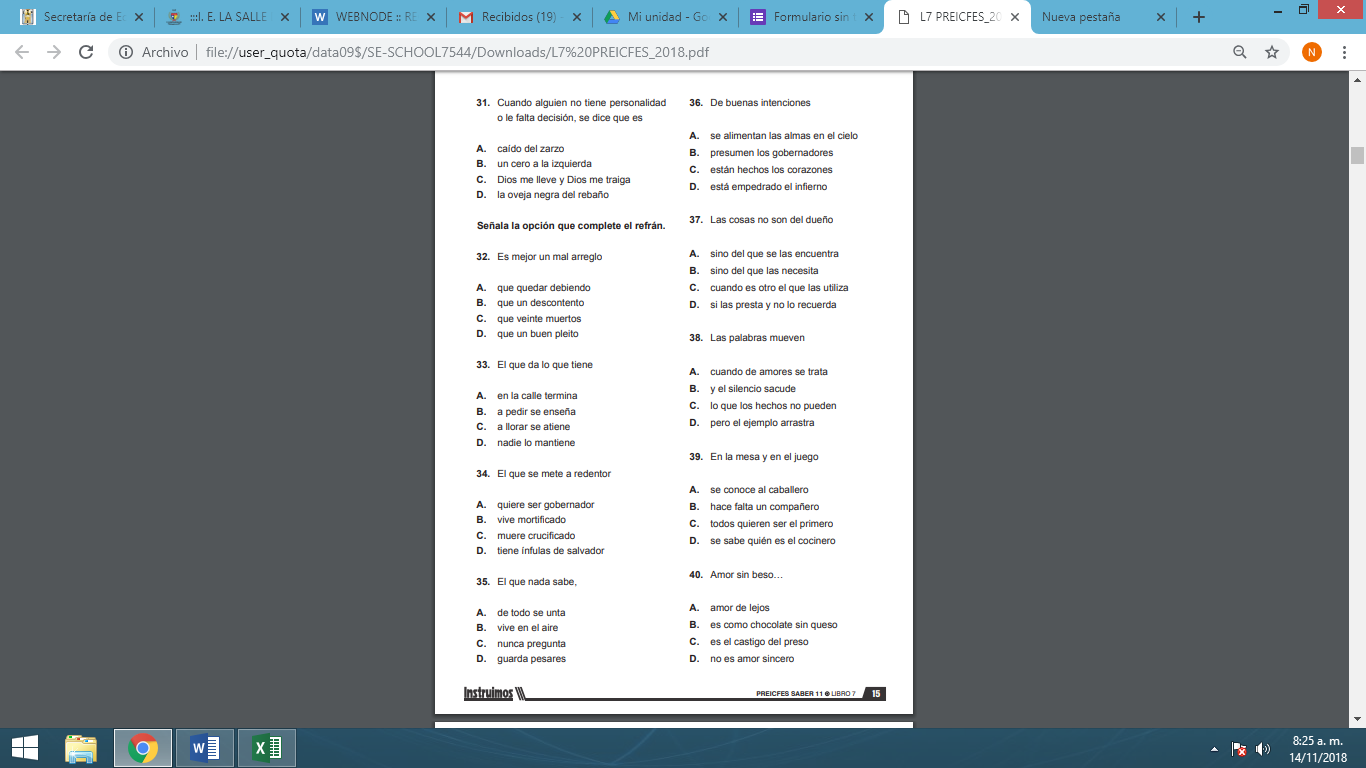 Secretaría de E
:::I. E. LA SALLE
WEBNODE :: RE
Recibidos (19) -
Mi unidad - Go
Formulario sin t
L7 PREICFES_20
Nueva pestaña
Archivo file://user_quota/data09$/SE-SCHOOL7544/Downloads/L7%20PREICFES_2018.pdf
N
31. Cuando alguien no tiene personalidad
o le falta decisión, se dice que es
A. caído del zarzo
B. un cero a la izquierda
C. Dios me lleve y Dios me traiga
D. la oveja negra del rebaño
Señala la opción que complete el refrán.
32. Es mejor un mal arreglo
A. que quedar debiendo
B. que un descontento
C. que veinte muertos
D. que un buen pleito
33. El que da lo que tiene
A. en la calle termina
B. a pedir se enseña
C. a llorar se atiene
D. nadie lo mantiene
34. El que se mete a redentor
A. quiere ser gobernador
B. vive mortificado
C. muere crucificado
D. tiene ínfulas de salvador
35. El que nada sabe,
A. de todo se unta
B. vive en el aire
C. nunca pregunta
D. guarda pesares
36. De buenas intenciones
A. se alimentan las almas en el cielo
B. presumen los gobernadores
C. están hechos los corazones
D. está empedrado el infierno
37. Las cosas no son del dueño
A. sino del que se las encuentra
B. sino del que las necesita
C. cuando es otro el que las utiliza
D. si las presta y no lo recuerda
38. Las palabras mueven
A. cuando de amores se trata
B. y el silencio sacude
C. lo que los hechos no pueden
D. pero el ejemplo arrastra
39. En la mesa y en el juego
A. se conoce al caballero
B. hace falta un compañero
C. todos quieren ser el primero
D. se sabe quién es el cocinero
40. Amor sin beso…
A. amor de lejos
B. es como chocolate sin queso
C. es el castigo del preso
D. no es amor sincero
Instruimos
PREICFES SABER 11 LIBRO 7 15
8:25 a. m.
14/11/2018